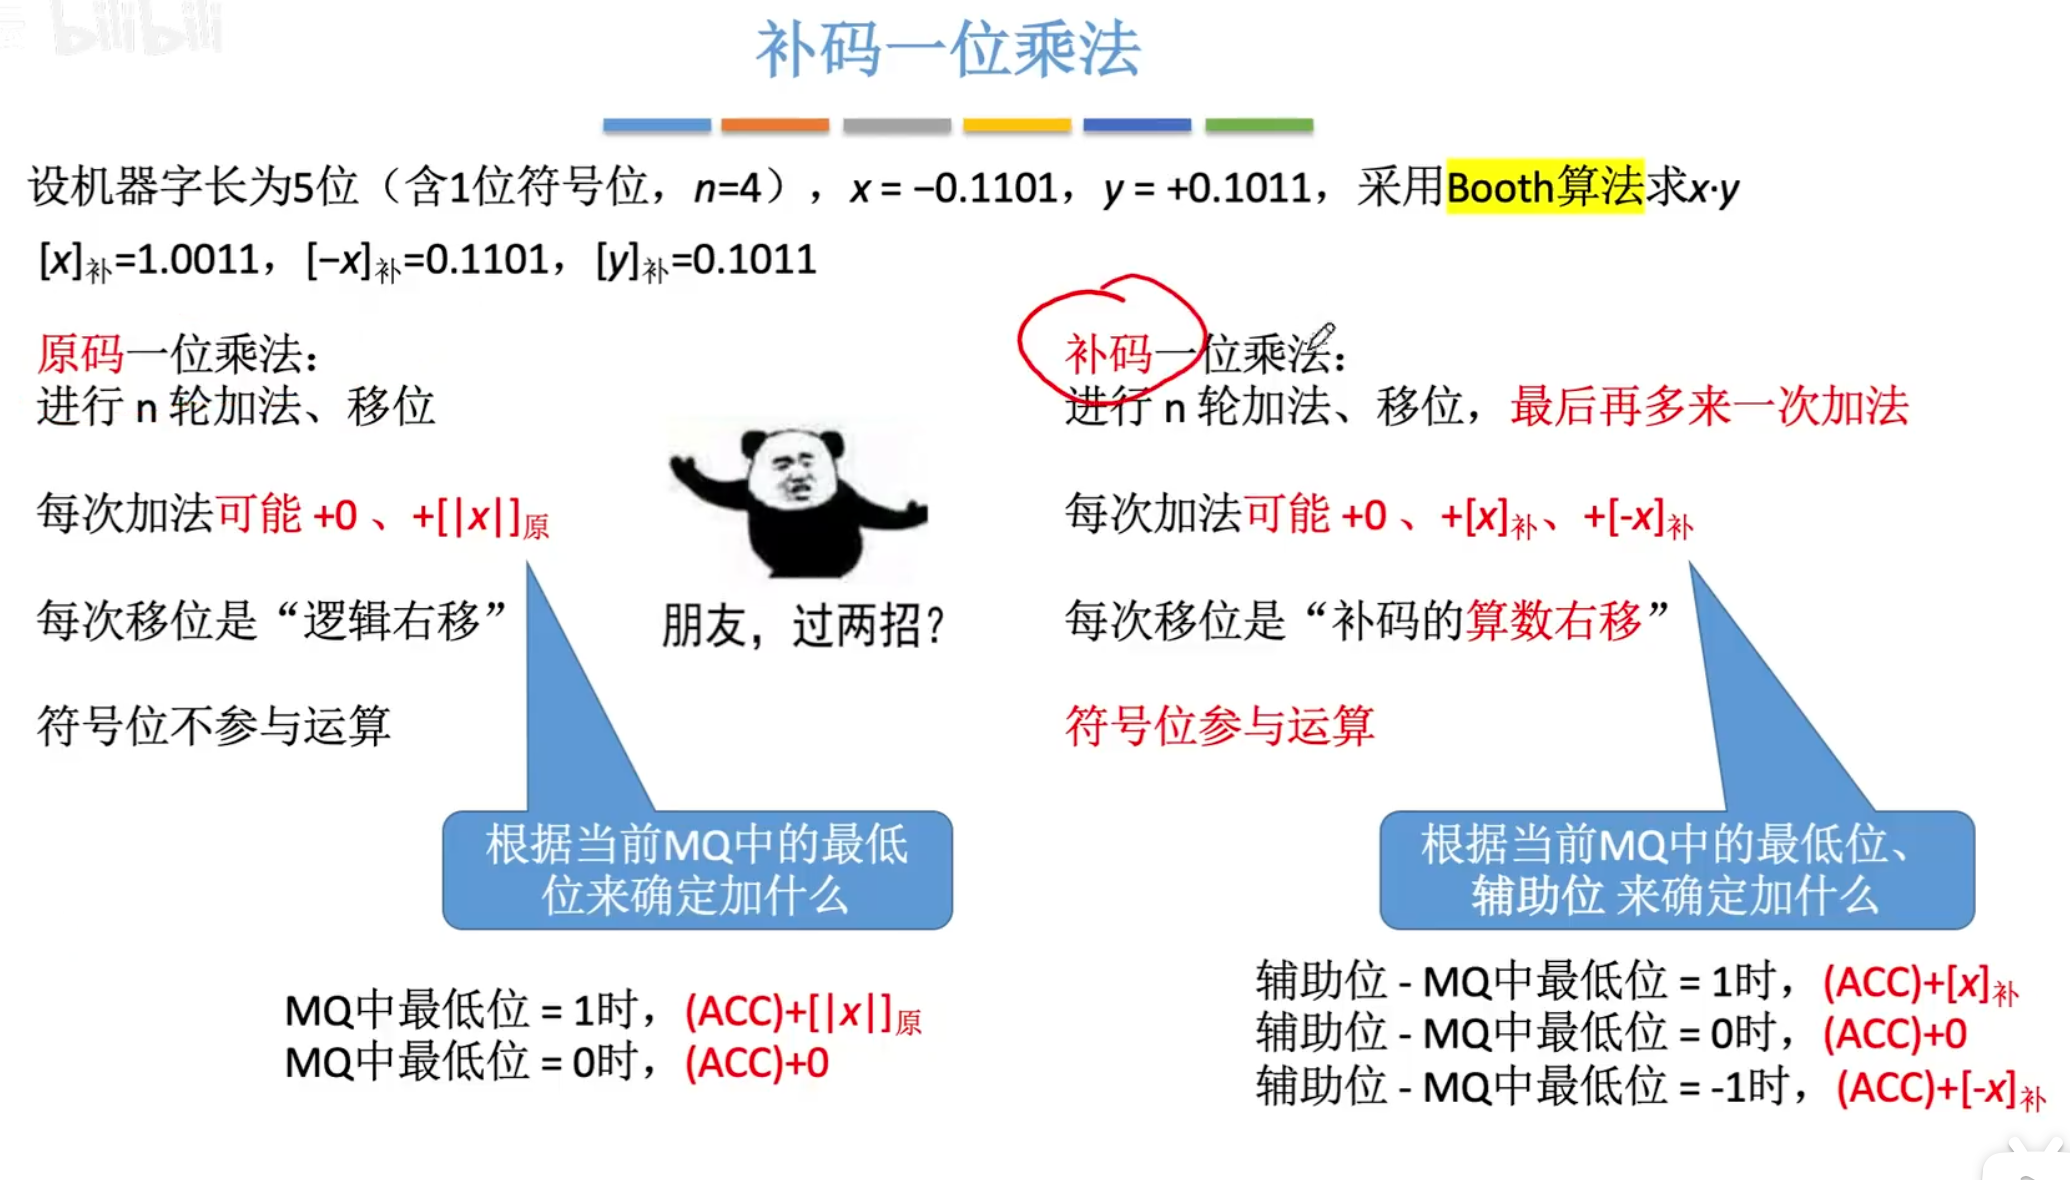 bilibili
补码一位乘法
设机器字长为5位（含1位符号位，n=4），x = −0.1101，y = +0.1011，采用Booth算法求x·y
[x]补=1.0011，[−x]补=0.1101，[y]补=0.1011
原码一位乘法：
进行 n 轮加法、移位
每次加法可能 +0 、+[|x|]原
每次移位是“逻辑右移”
符号位不参与运算
根据当前MQ中的最低
位来确定加什么
MQ中最低位 = 1时，(ACC)+[|x|]原
MQ中最低位 = 0时，(ACC)+0
朋友，过两招？
补码一位乘法：
进行 n 轮加法、移位，最后再多来一次加法
每次加法可能 +0 、+[x]补、+[-x]补
每次移位是“补码的算数右移”
符号位参与运算
根据当前MQ中的最低位、
辅助位 来确定加什么
辅助位 - MQ中最低位 = 1时，(ACC)+[x]补
辅助位 - MQ中最低位 = 0时，(ACC)+0
辅助位 - MQ中最低位 = -1时，(ACC)+[-x]补